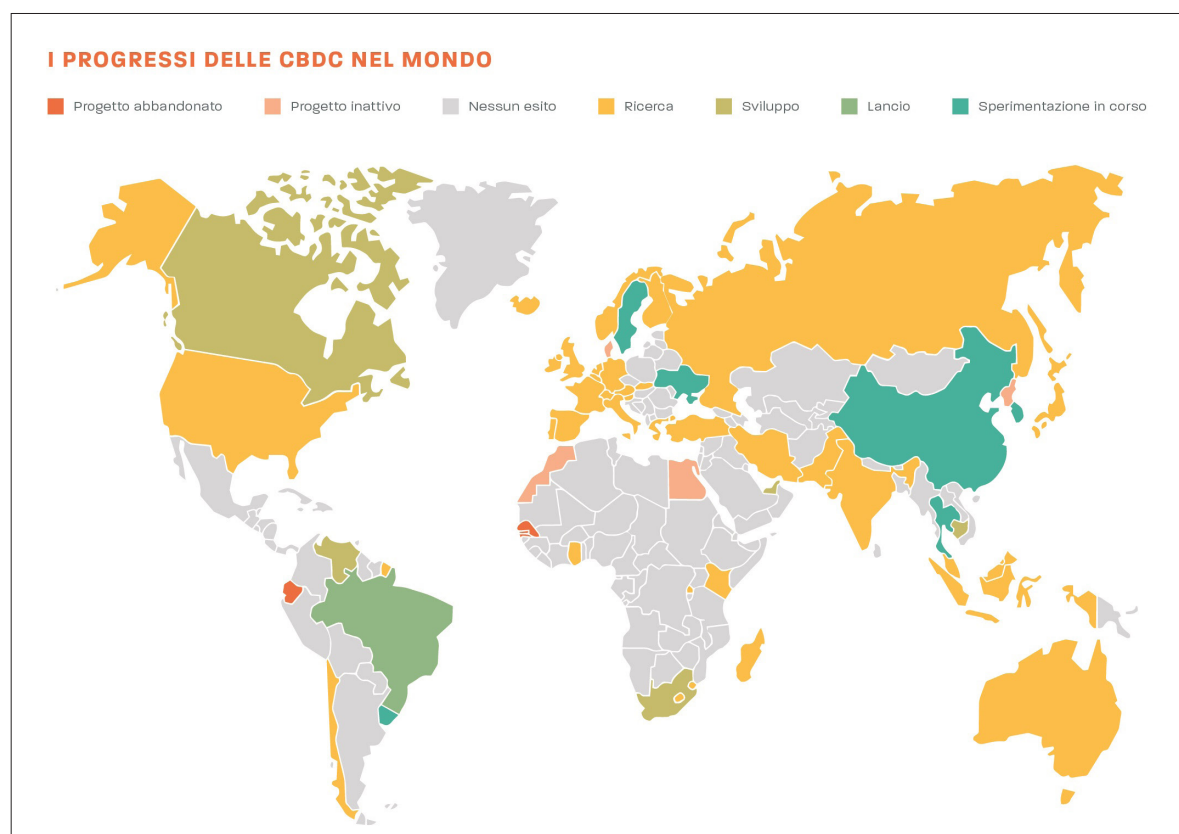 I PROGRESSI DELLE CBDC NEL MONDO
Progetto abbandonato
Progetto inattivo
Nessun esito
Ricerca
Sviluppo
Lancio
Sperimentazione in corso